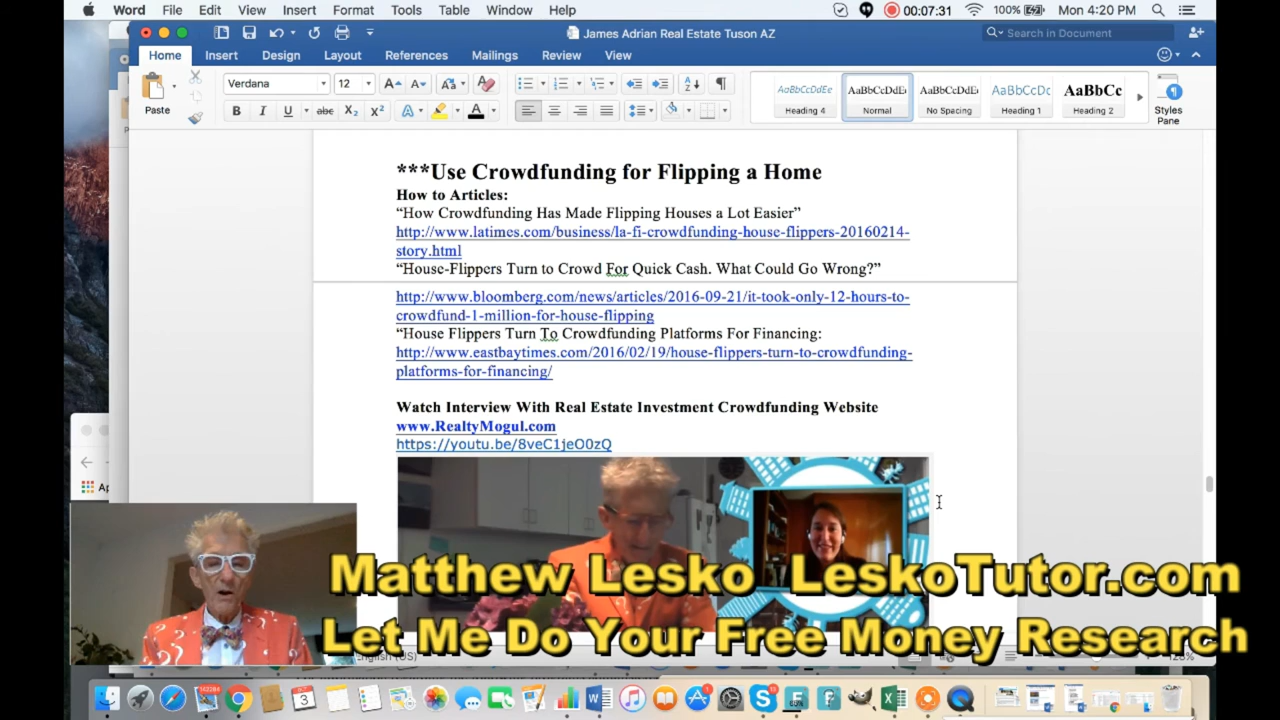 Word File Edit View Insert Format Tools Table Window Help 00:07:31 100% Mon 4:20 PM
James Adrian Real Estate Tuson AZ Search in Document
Home Insert Design Layout References Mailings Review View
Verdana 12
Paste
AaBbCcDdEe AaBbCcDdEe AaBbCcDdEe AaBbCcDc AaBbCc
Heading 4 Normal No Spacing Heading 1 Heading 2 Styles Pane
***Use Crowdfunding for Flipping a Home
How to Articles:
“How Crowdfunding Has Made Flipping Houses a Lot Easier”
http://www.latimes.com/business/la-fi-crowdfunding-house-flippers-20160214-
story.html
“House-Flippers Turn to Crowd For Quick Cash. What Could Go Wrong?”
http://www.bloomberg.com/news/articles/2016-09-21/it-took-only-12-hours-to-
crowdfund-1-million-for-house-flipping
“House Flippers Turn To Crowdfunding Platforms For Financing:
http://www.eastbaytimes.com/2016/02/19/house-flippers-turn-to-crowdfunding-
platforms-for-financing/
Watch Interview With Real Estate Investment Crowdfunding Website
www.RealtyMogul.com
https://youtu.be/8veC1jeO0zQ
Matthew Lesko LeskoTutor.com
Let Me Do Your Free Money Research
English (US) 128%